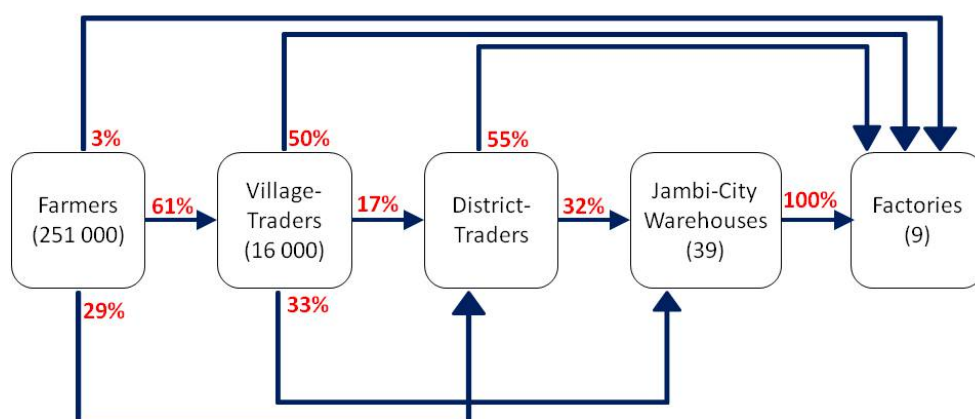 3%
50%
55%
Farmers
(251 000)
61%
Village-
Traders
(16 000)
17%
District-
Traders
32%
Jambi-City
Warehouses
(39)
100%
Factories
(9)
29%
33%